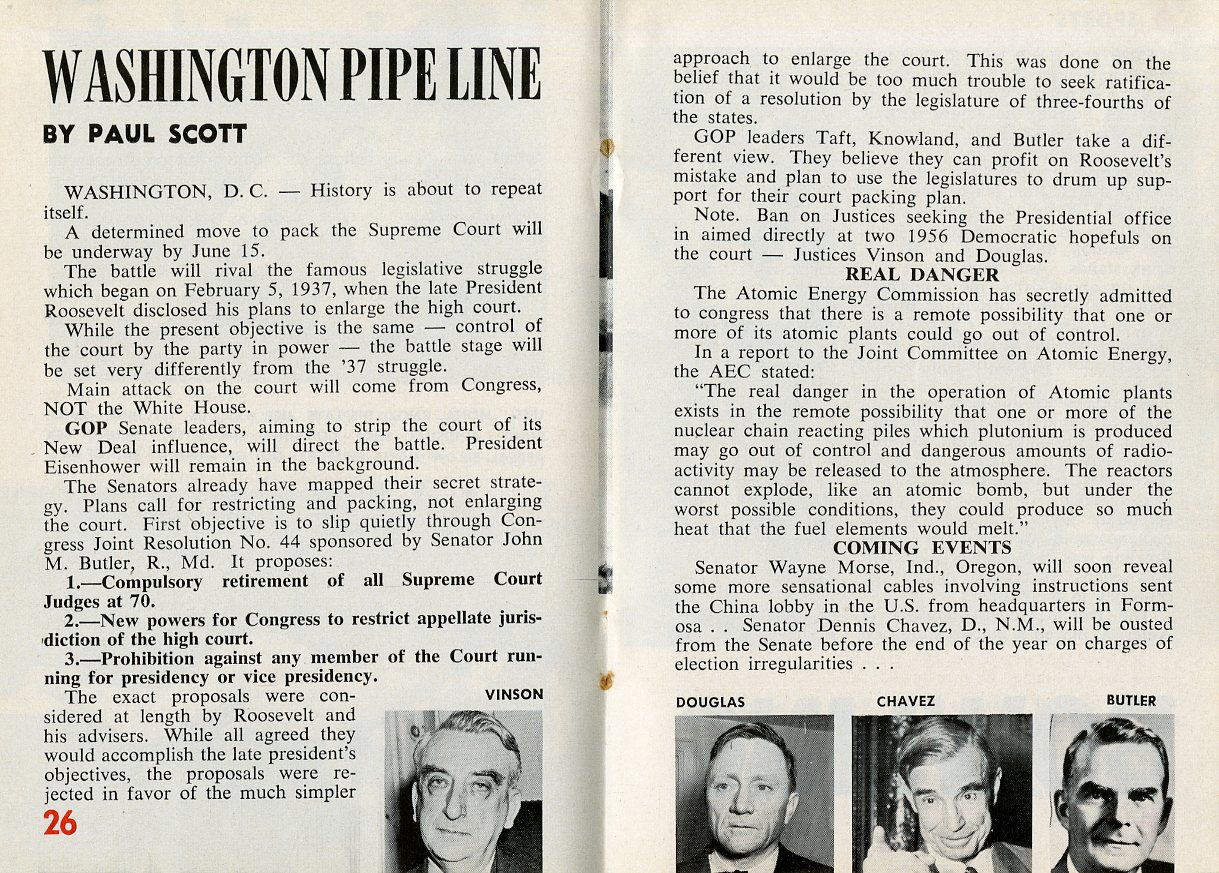 WASHINGTON PIPE LINE
BY PAUL SCOTT
WASHINGTON, D. C. — History is about to repeat
itself.
A determined move to pack the Supreme Court will
be underway by June 15.
The battle will rival the famous legislative struggle
which began on February 5, 1937, when the late President
Roosevelt disclosed his plans to enlarge the high court.
While the present objective is the same — control of
the court by the party in power — the battle stage will
be set very differently from the '37 struggle.
Main attack on the court will come from Congress,
NOT the White House.
GOP Senate leaders, aiming to strip the court of its
New Deal influence, will direct the battle. President
Eisenhower will remain in the background.
The Senators already have mapped their secret strate-
gy. Plans call for restricting and packing, not enlarging
the court. First objective is to slip quietly through Con-
gress Joint Resolution No. 44 sponsored by Senator John
M. Butler, R., Md. It proposes:
1.—Compulsory retirement of all Supreme Court
Judges at 70.
2.—New powers for Congress to restrict appellate juris-
diction of the high court.
3.—Prohibition against any member of the Court run-
ning for presidency or vice presidency.
The exact proposals were con-
sidered at length by Roosevelt and
his advisers. While all agreed they
would accomplish the late president's
objectives, the proposals were re-
jected in favor of the much simpler
VINSON
26
approach to enlarge the court. This was done on the
belief that it would be too much trouble to seek ratifica-
tion of a resolution by the legislature of three-fourths of
the states.
GOP leaders Taft, Knowland, and Butler take a dif-
ferent view. They believe they can profit on Roosevelt's
mistake and plan to use the legislatures to drum up sup-
port for their court packing plan.
Note. Ban on Justices seeking the Presidential office
in aimed directly at two 1956 Democratic hopefuls on
the court — Justices Vinson and Douglas.
REAL DANGER
The Atomic Energy Commission has secretly admitted
to congress that there is a remote possibility that one or
more of its atomic plants could go out of control.
In a report to the Joint Committee on Atomic Energy,
the AEC stated:
"The real danger in the operation of Atomic plants
exists in the remote possibility that one or more of the
nuclear chain reacting piles which plutonium is produced
may go out of control and dangerous amounts of radio-
activity may be released to the atmosphere. The reactors
cannot explode, like an atomic bomb, but under the
worst possible conditions, they could produce so much
heat that the fuel elements would melt."
COMING EVENTS
Senator Wayne Morse, Ind., Oregon, will soon reveal
some more sensational cables involving instructions sent
the China lobby in the U.S. from headquarters in Form-
osa . . Senator Dennis Chavez, D., N.M., will be ousted
from the Senate before the end of the year on charges of
election irregularities . . .
DOUGLAS
CHAVEZ
BUTLER